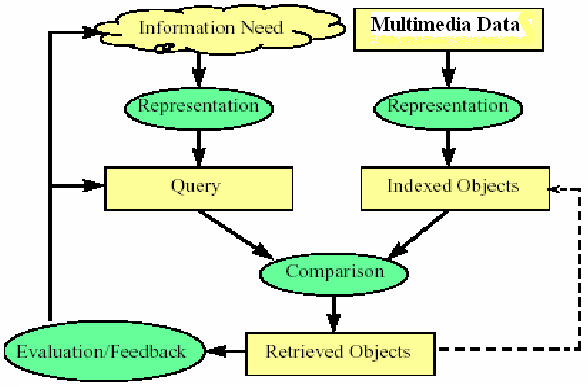 Information Need
Multimedia Data
Representation
Representation
Query
Indexed Objects
Comparison
Evaluation/Feedback
Retrieved Objects